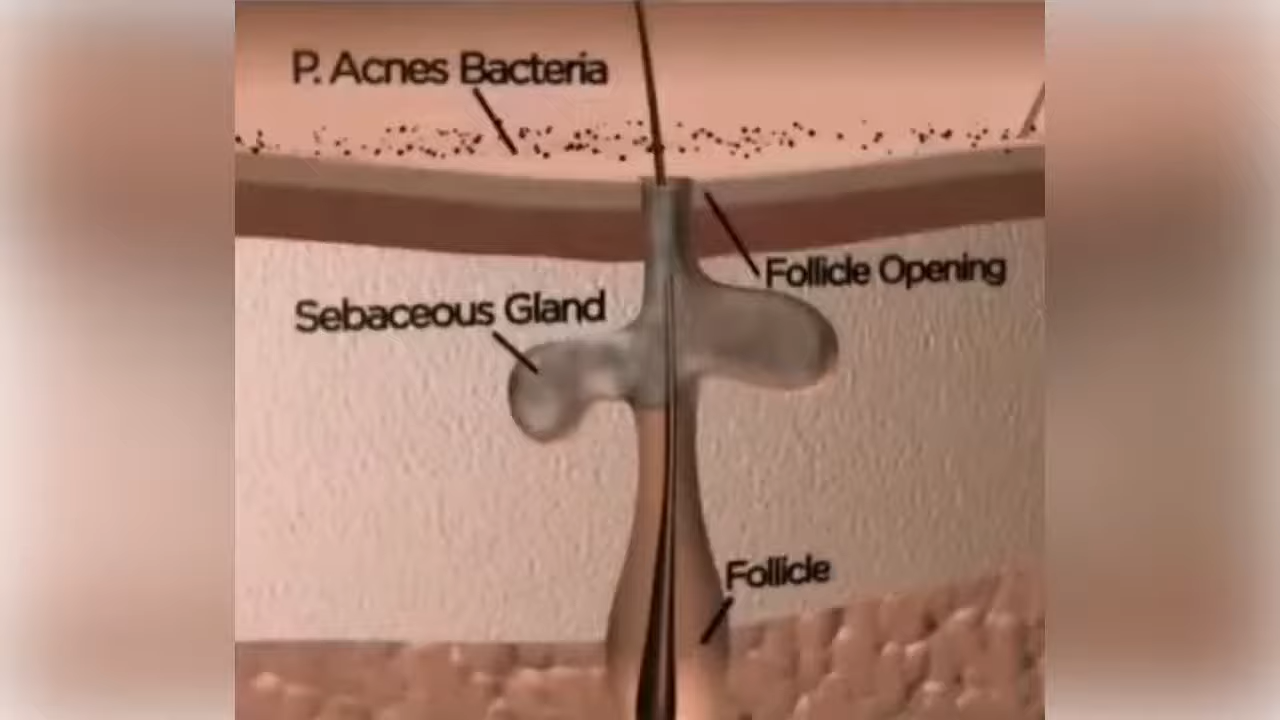 P. Acnes Bacteria
Follicle Opening
Sebaceous Gland
Follicle